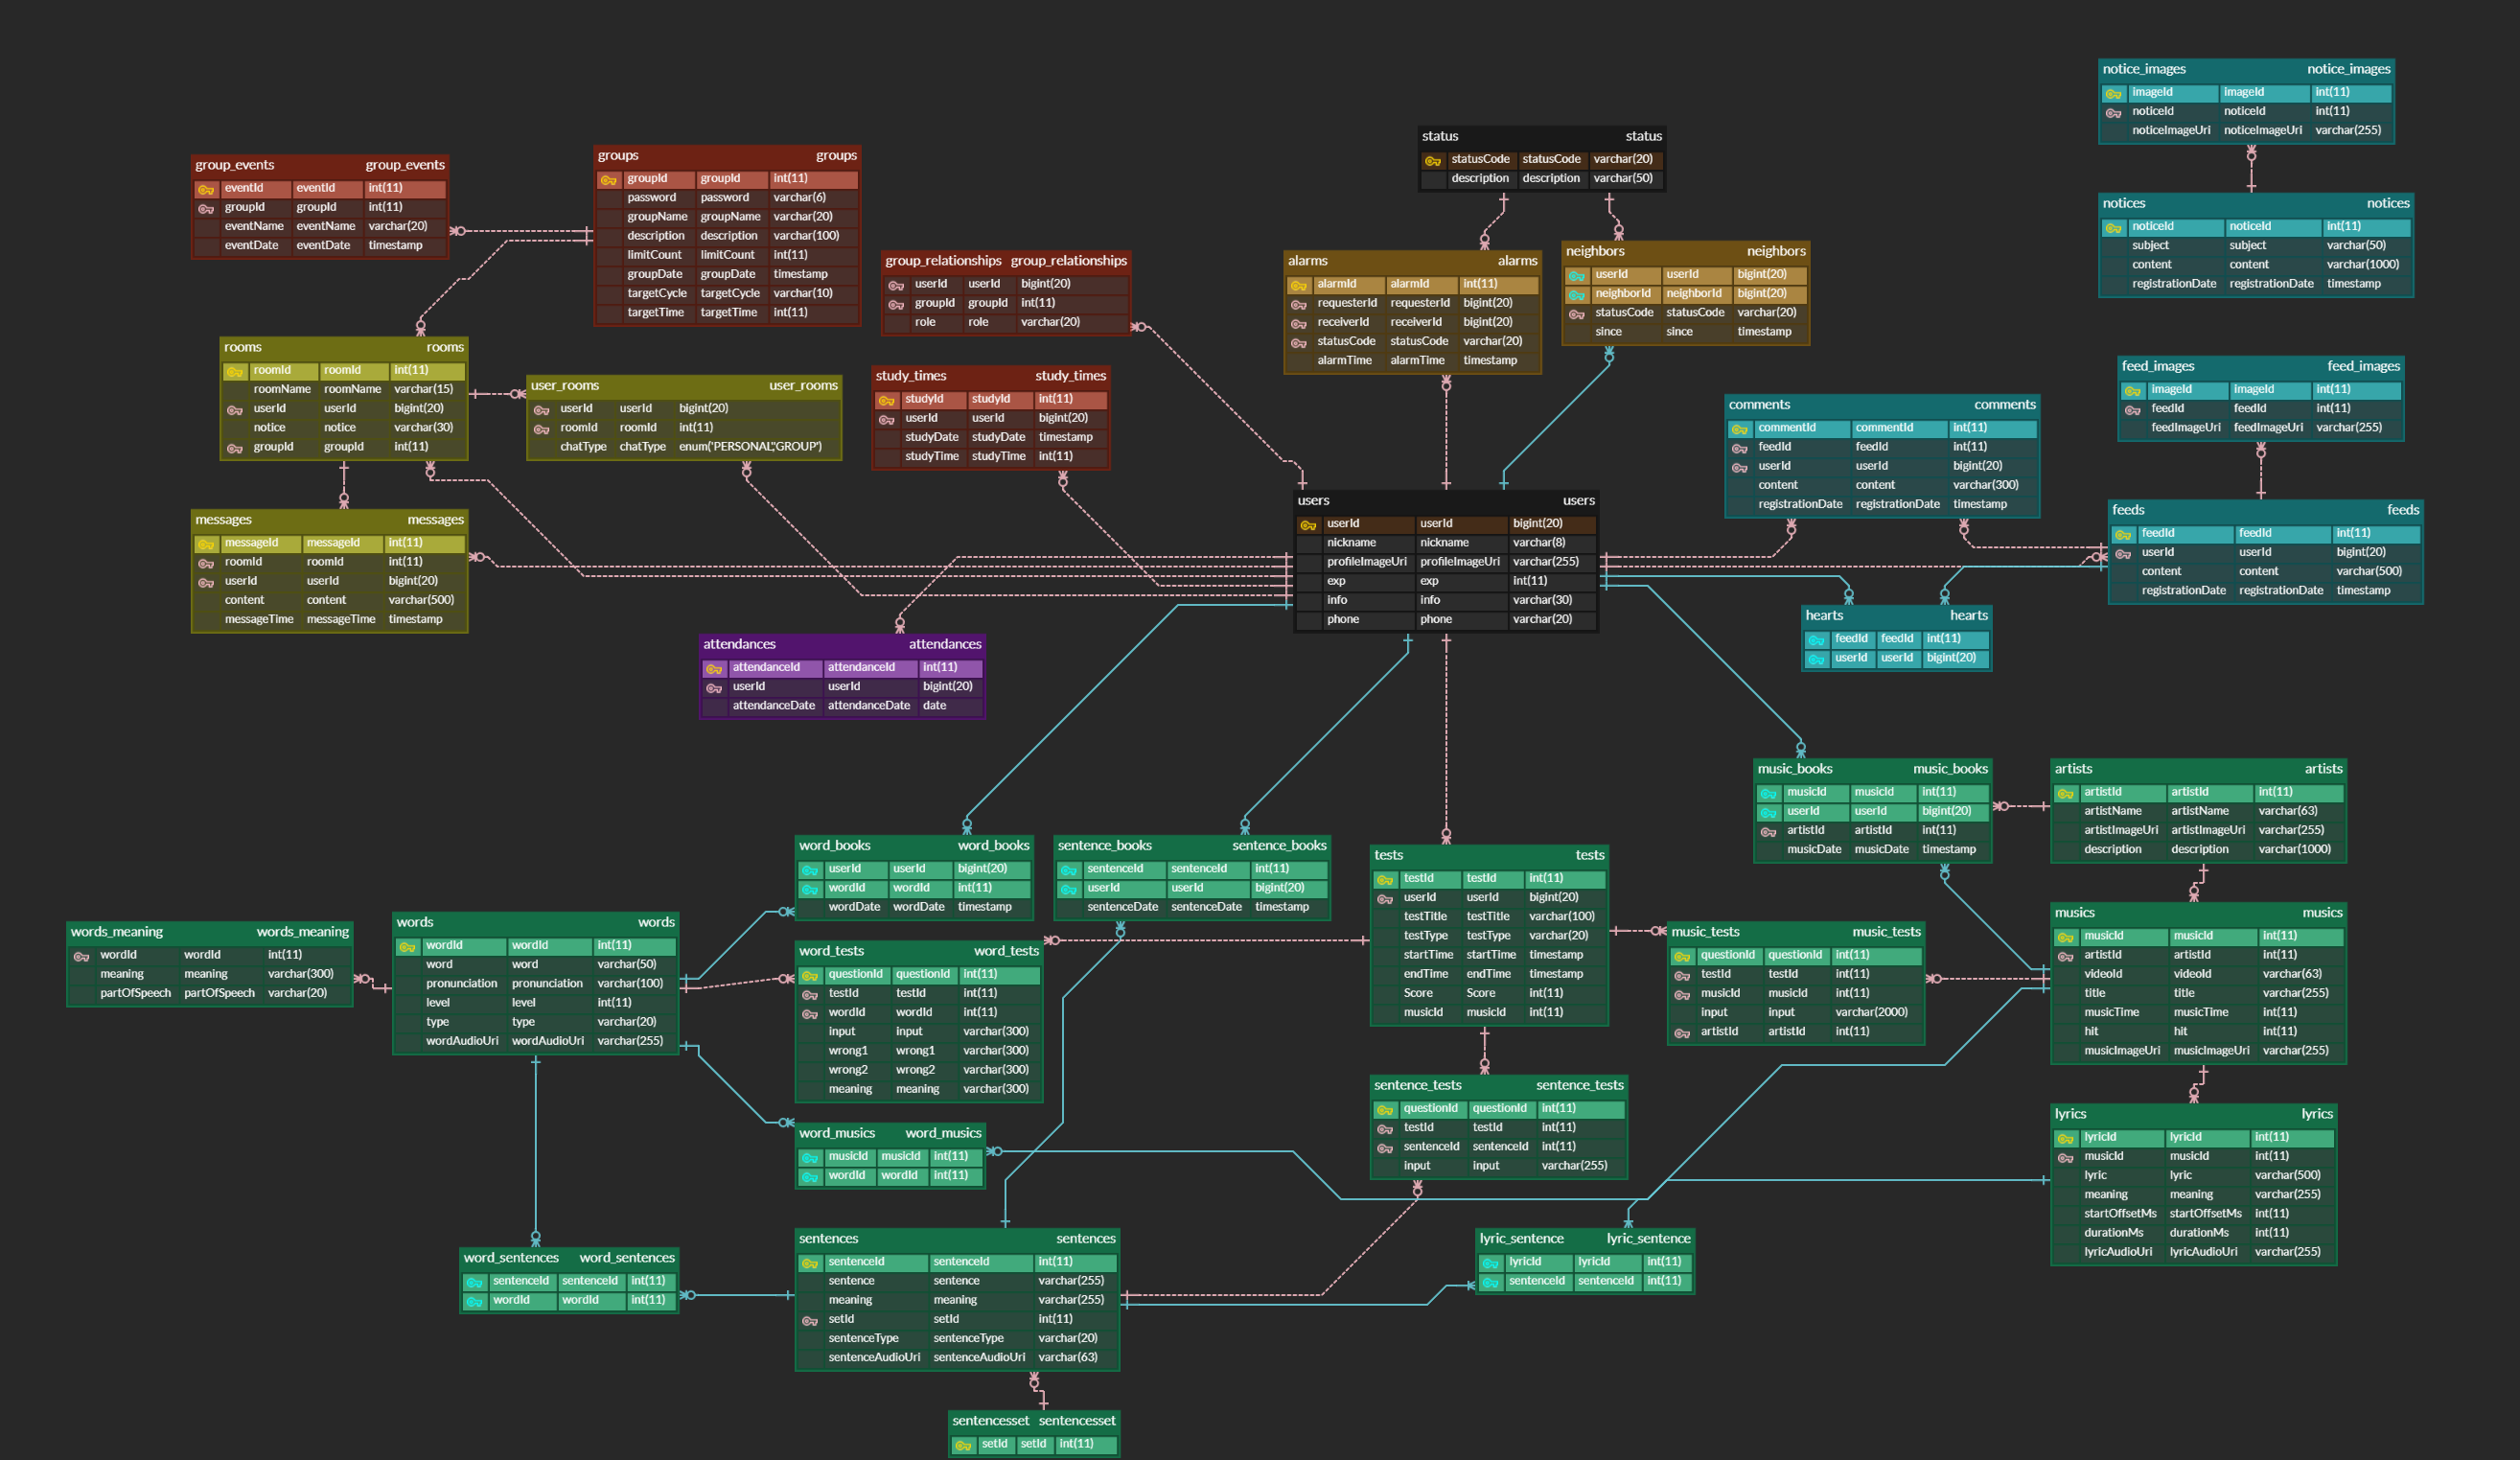 notice_images notice_images
imageId imageId int(11)
noticeId noticeId int(11)
noticeImageUri noticeImageUri varchar(255)
status status
statusCode statusCode varchar(20)
description description varchar(50)
group_events group_events
eventId eventId int(11)
groupId groupId int(11)
eventName eventName varchar(20)
eventDate eventDate timestamp
groups groups
groupId groupId int(11)
password password varchar(6)
groupName groupName varchar(20)
description description varchar(100)
limitCount limitCount int(11)
groupDate groupDate timestamp
targetCycle targetCycle varchar(10)
targetTime targetTime int(11)
notices notices
noticeId noticeId int(11)
subject subject varchar(50)
content content varchar(1000)
registrationDate registrationDate timestamp
group_relationships group_relationships
userId userId bigint(20)
groupId groupId int(11)
role role varchar(20)
alarms alarms
alarmId alarmId int(11)
requesterId requesterId bigint(20)
receiverId receiverId bigint(20)
statusCode statusCode varchar(20)
alarmTime alarmTime timestamp
neighbors neighbors
userId userId bigint(20)
neighborId neighborId bigint(20)
statusCode statusCode varchar(20)
since since timestamp
rooms rooms
roomId roomId int(11)
roomName roomName varchar(15)
userId userId bigint(20)
notice notice varchar(30)
groupId groupId int(11)
user_rooms user_rooms
userId userId bigint(20)
roomId roomId int(11)
chatType chatType enum('PERSONAL','GROUP')
study_times study_times
studyId studyId int(11)
userId userId bigint(20)
studyDate studyDate timestamp
studyTime studyTime int(11)
feed_images feed_images
imageId imageId int(11)
feedId feedId int(11)
feedImageUri feedImageUri varchar(255)
comments comments
commentId commentId int(11)
feedId feedId int(11)
userId userId bigint(20)
content content varchar(300)
registrationDate registrationDate timestamp
messages messages
messageId messageId int(11)
roomId roomId int(11)
userId userId bigint(20)
content content varchar(500)
messageTime messageTime timestamp
users users
userId userId bigint(20)
nickname nickname varchar(8)
profileImageUri profileImageUri varchar(255)
exp exp int(11)
info info varchar(30)
phone phone varchar(20)
feeds feeds
feedId feedId int(11)
userId userId bigint(20)
content content varchar(500)
registrationDate registrationDate timestamp
hearts hearts
feedId feedId int(11)
userId userId bigint(20)
attendances attendances
attendanceId attendanceId int(11)
userId userId bigint(20)
attendanceDate attendanceDate date
music_books music_books
musicId musicId int(11)
userId userId bigint(20)
artistId artistId int(11)
musicDate musicDate timestamp
artists artists
artistId artistId int(11)
artistName artistName varchar(63)
artistImageUri artistImageUri varchar(255)
description description varchar(1000)
word_books word_books
userId userId bigint(20)
wordId wordId int(11)
wordDate wordDate timestamp
sentence_books sentence_books
sentenceId sentenceId int(11)
userId userId bigint(20)
sentenceDate sentenceDate timestamp
tests tests
testId testId int(11)
userId userId bigint(20)
testTitle testTitle varchar(100)
testType testType varchar(20)
startTime startTime timestamp
endTime endTime timestamp
Score Score int(11)
musicId musicId int(11)
words_meaning words_meaning
wordId wordId int(11)
meaning meaning varchar(300)
partOfSpeech partOfSpeech varchar(20)
words words
wordId wordId int(11)
word word varchar(50)
pronunciation pronunciation varchar(100)
level level int(11)
type type varchar(20)
wordAudioUri wordAudioUri varchar(255)
word_tests word_tests
questionId questionId int(11)
testId testId int(11)
wordId wordId int(11)
input input varchar(300)
wrong1 wrong1 varchar(300)
wrong2 wrong2 varchar(300)
meaning meaning varchar(300)
music_tests music_tests
questionId questionId int(11)
testId testId int(11)
musicId musicId int(11)
input input varchar(2000)
artistId artistId int(11)
musics musics
musicId musicId int(11)
artistId artistId int(11)
videoId videoId varchar(63)
title title varchar(255)
musicTime musicTime int(11)
hit hit int(11)
musicImageUri musicImageUri varchar(255)
sentence_tests sentence_tests
questionId questionId int(11)
testId testId int(11)
sentenceId sentenceId int(11)
input input varchar(255)
word_musics word_musics
musicId musicId int(11)
wordId wordId int(11)
lyrics lyrics
lyricId lyricId int(11)
musicId musicId int(11)
lyric lyric varchar(500)
meaning meaning varchar(255)
startOffsetMs startOffsetMs int(11)
durationMs durationMs int(11)
lyricAudioUri lyricAudioUri varchar(255)
word_sentences word_sentences
sentenceId sentenceId int(11)
wordId wordId int(11)
sentences sentences
sentenceId sentenceId int(11)
sentence sentence varchar(255)
meaning meaning varchar(255)
setId setId int(11)
sentenceType sentenceType varchar(20)
sentenceAudioUri sentenceAudioUri varchar(63)
lyric_sentence lyric_sentence
lyricId lyricId int(11)
sentenceId sentenceId int(11)
sentencesset sentencesset
setId setId int(11)